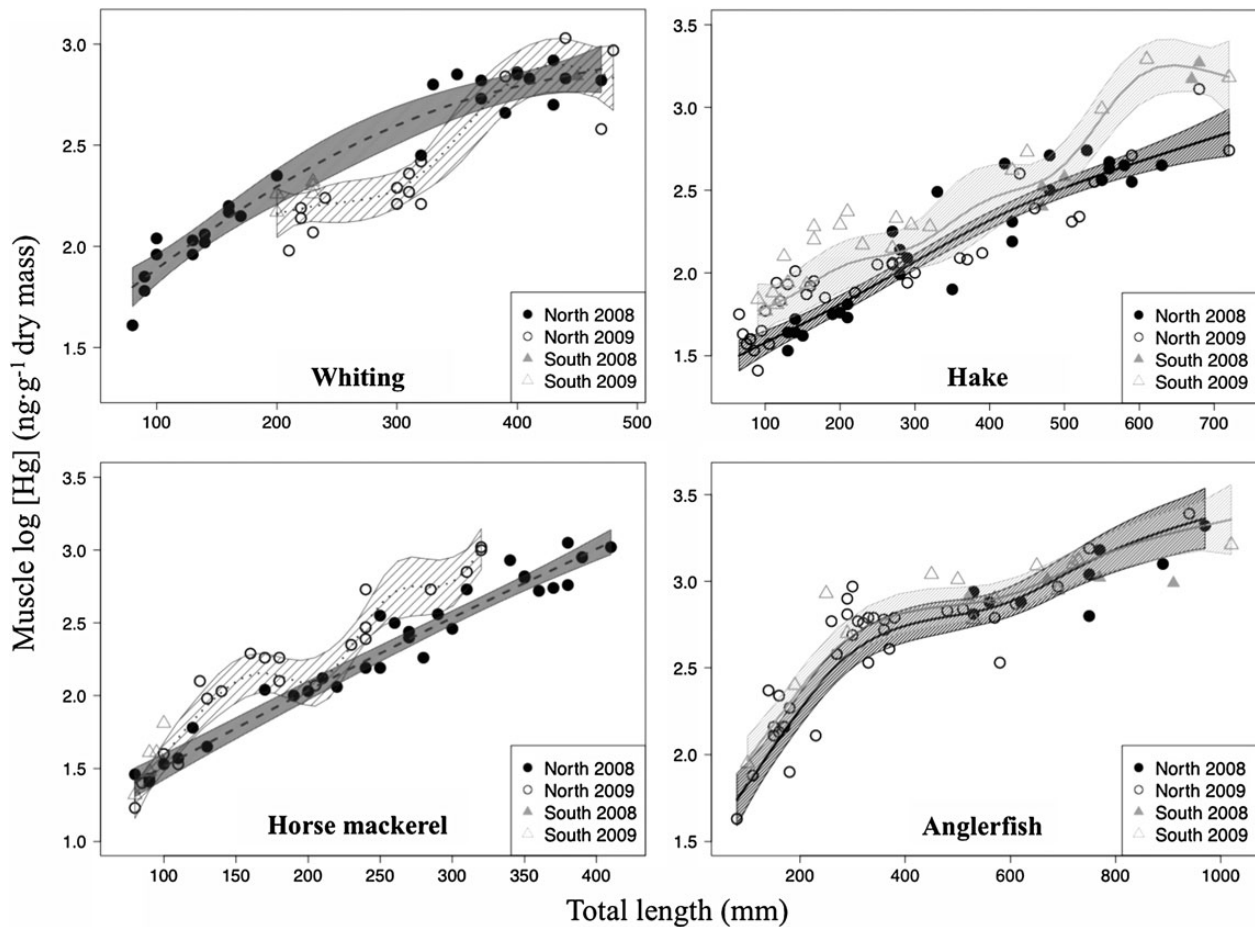 Muscle log [Hg] (ng·g⁻¹ dry mass)
3.0
2.5
2.0
1.5
100
200
300
400
500
Whiting
North 2008
North 2009
South 2008
South 2009
3.5
3.0
2.5
2.0
1.5
100
200
300
400
500
600
700
Hake
North 2008
North 2009
South 2008
South 2009
3.5
3.0
2.5
2.0
1.5
1.0
100
150
200
250
300
350
400
Horse mackerel
North 2008
North 2009
South 2008
South 2009
3.5
3.0
2.5
2.0
1.5
200
400
600
800
1000
Anglerfish
North 2008
North 2009
South 2008
South 2009
Total length (mm)